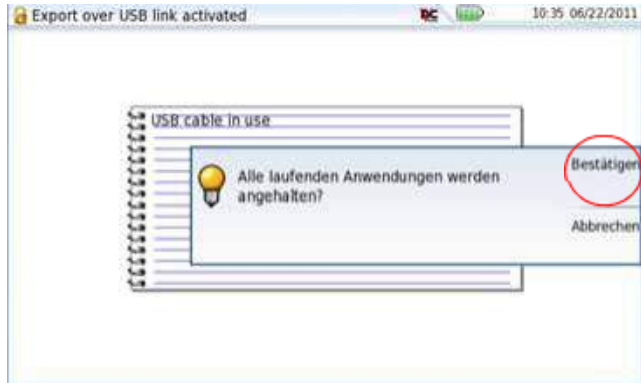 Export over USB link activated
DC
10:35 06/22/2011
USB cable in use
Alle laufenden Anwendungen werden
angehalten?
Bestätigen
Abbrechen